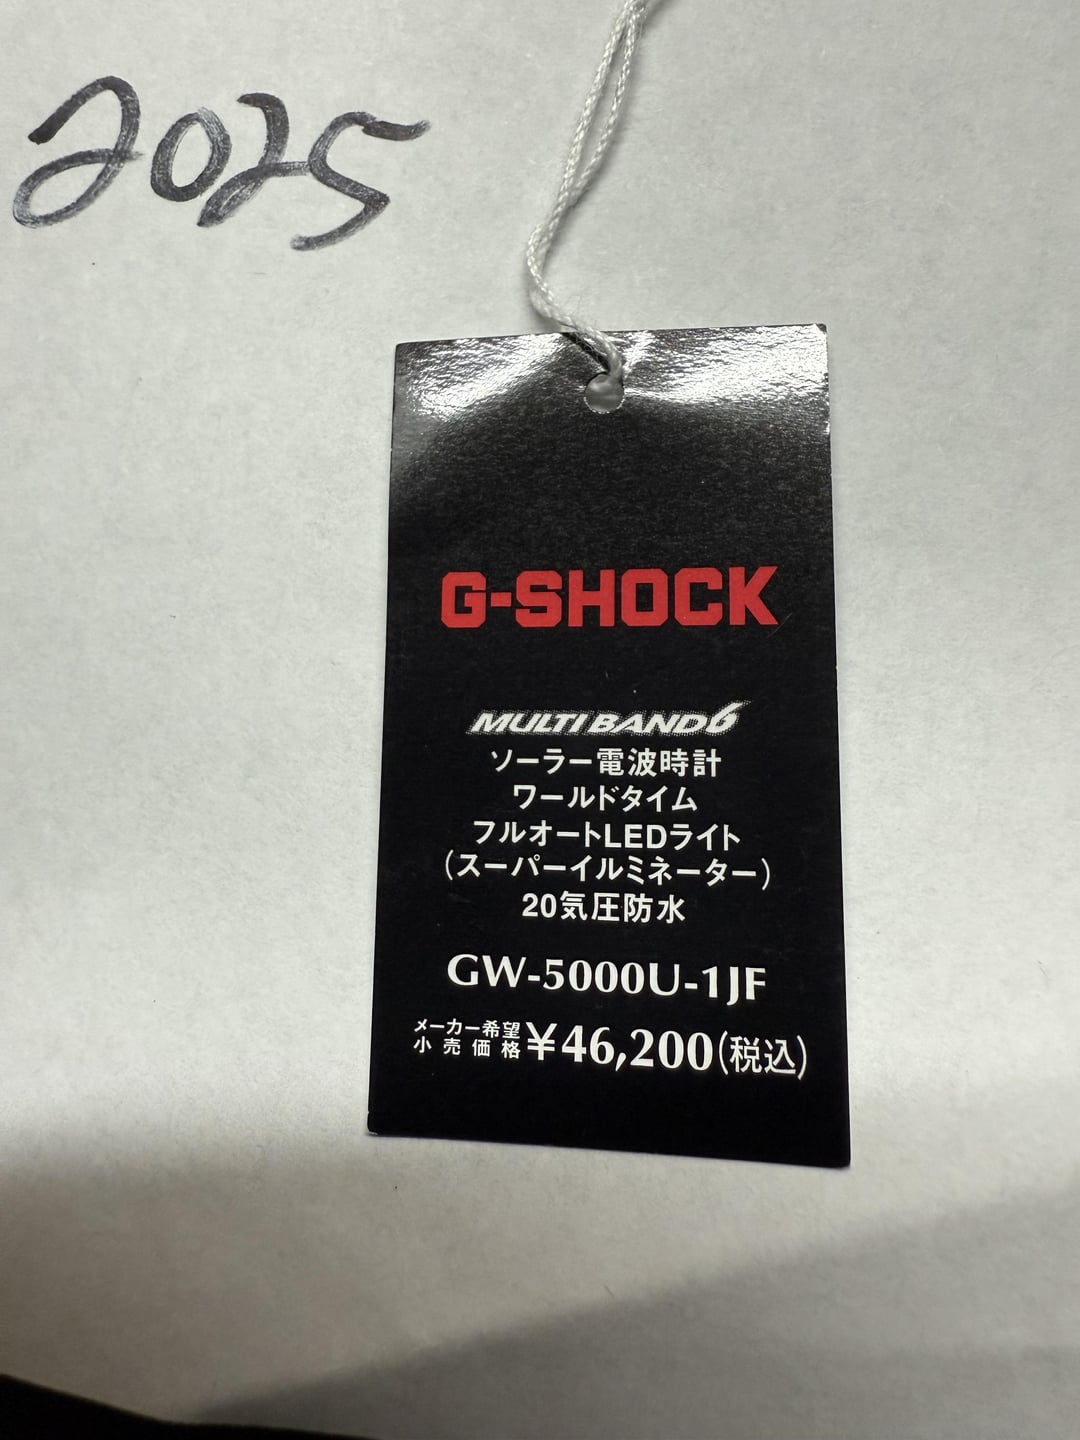 2025
G-SHOCK
MULTI BAND 6
ソーラー電波時計
ワールドタイム
フルオートLEDライト
(スーパーイルミネーター)
20気圧防水
GW-5000U-1JF
メーカー希望
小売価格 ¥46,200(税込)